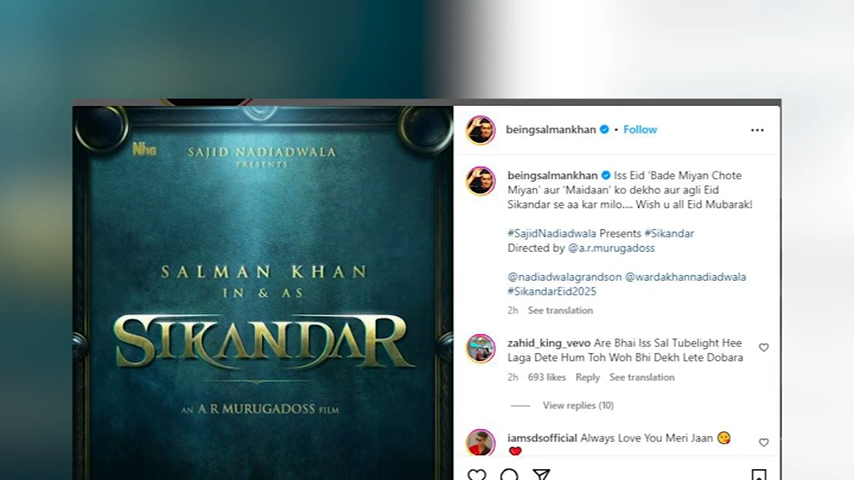 SAJID NADIADWALA
PRESENTS
SALMAN KHAN
IN & AS
SIKANDAR
AN A R MURUGADOSS FILM
beingsalmankhan • Follow
beingsalmankhan Iss Eid 'Bade Miyan Chote
Miyan' aur 'Maidaan' ko dekho aur agli Eid
Sikandar se aa kar milo.... Wish u all Eid Mubarak!
#SajidNadiadwala Presents #Sikandar
Directed by @a.r.murugadoss
@nadiadwalagrandson @wardakhannadiadwala
#SikandarEid2025
2h See translation
zahid_king_vevo Are Bhai Iss Sal Tubelight Hee
Laga Dete Hum Toh Woh Bhi Dekh Lete Dobara
2h 693 likes Reply See translation
View replies (10)
iamsdsofficial Always Love You Meri Jaan 😘
❤️